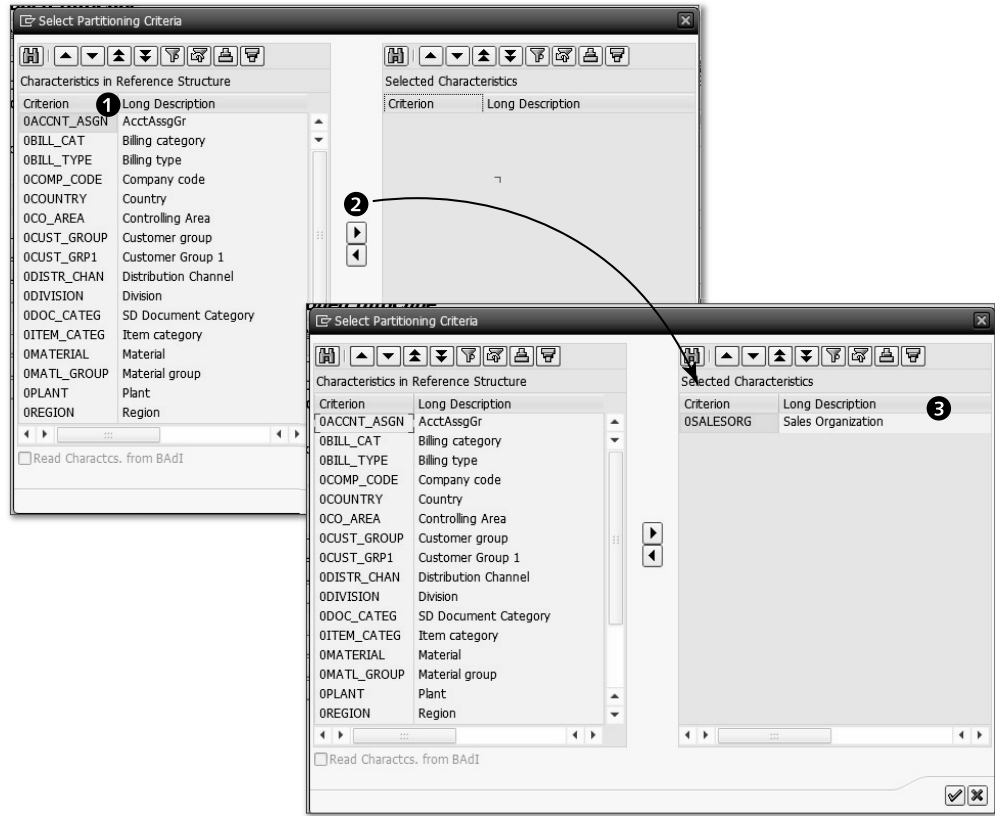 Select Partitioning Criteria
Characteristics in Reference Structure
Selected Characteristics
Criterion Long Description
Criterion Long Description
1
0ACCNT_ASGN AcctAssgGr
0BILL_CAT Billing category
0BILL_TYPE Billing type
0COMP_CODE Company code
0COUNTRY Country
0CO_AREA Controlling Area
0CUST_GROUP Customer group
0CUST_GRP1 Customer Group 1
0DISTR_CHAN Distribution Channel
0DIVISION Division
0DOC_CATEG SD Document Category
0ITEM_CATEG Item category
0MATERIAL Material
0MATL_GROUP Material group
0PLANT Plant
0REGION Region
Read Charactcs. from BAdI
2
Select Partitioning Criteria
Characteristics in Reference Structure
Selected Characteristics
Criterion Long Description
Criterion Long Description
3
0ACCNT_ASGN AcctAssgGr
0BILL_CAT Billing category
0BILL_TYPE Billing type
0COMP_CODE Company code
0COUNTRY Country
0CO_AREA Controlling Area
0CUST_GROUP Customer group
0CUST_GRP1 Customer Group 1
0DISTR_CHAN Distribution Channel
0DIVISION Division
0DOC_CATEG SD Document Category
0ITEM_CATEG Item category
0MATERIAL Material
0MATL_GROUP Material group
0PLANT Plant
0REGION Region
0SALESORG Sales Organization
Read Charactcs. from BAdI